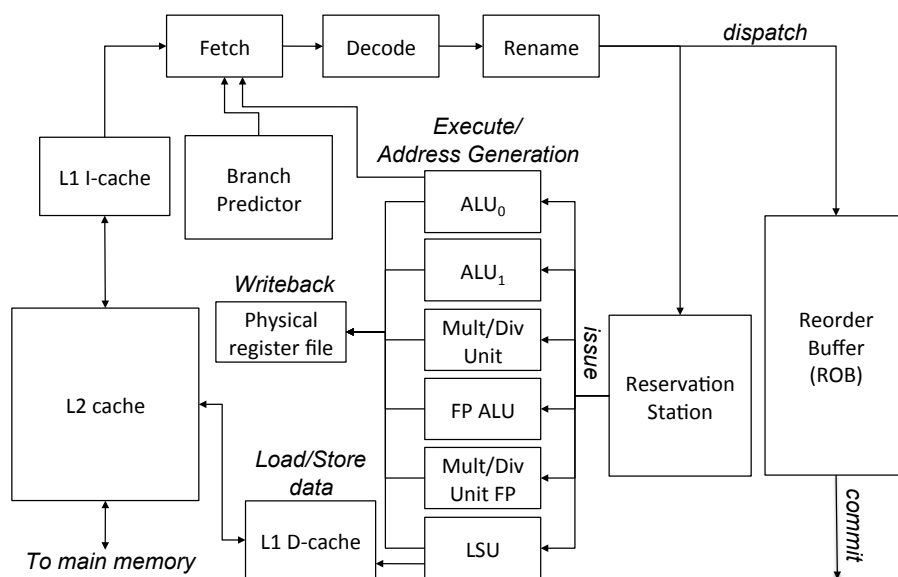 Fetch
Decode
Rename
dispatch
Execute/
Address Generation
L1 I-cache
Branch
Predictor
ALU0
ALU1
Writeback
Physical
register file
Mult/Div
Unit
issue
Reservation
Station
Reorder
Buffer
(ROB)
L2 cache
FP ALU
Load/Store
data
Mult/Div
Unit FP
L1 D-cache
LSU
commit
To main memory